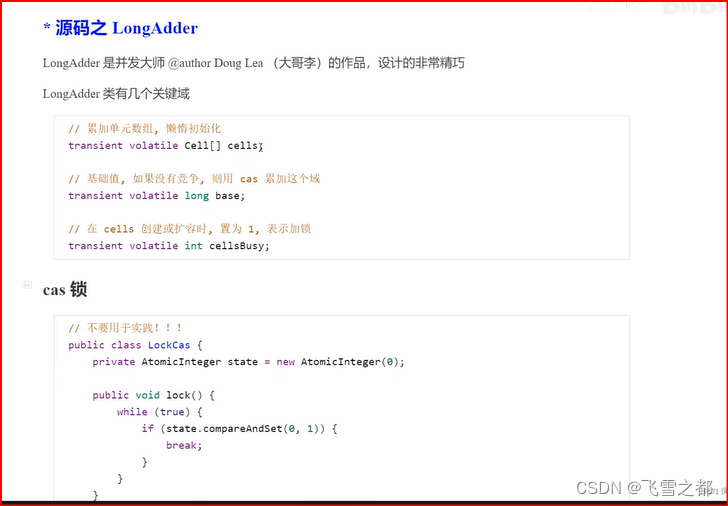 * 源码之 LongAdder
LongAdder 是并发大师 @author Doug Lea （大哥李）的作品，设计的非常精巧
LongAdder 类有几个关键域
// 累加单元数组, 懒惰初始化
transient volatile Cell[] cells;
// 基础值, 如果没有竞争, 则用 cas 累加这个域
transient volatile long base;
// 在 cells 创建或扩容时, 置为 1, 表示加锁
transient volatile int cellsBusy;
cas 锁
// 不要用于实践！！！
public class LockCas {
private AtomicInteger state = new AtomicInteger(0);
public void lock() {
while (true) {
if (state.compareAndSet(0, 1)) {
break;
}
}
}
CSDN @飞雪之都